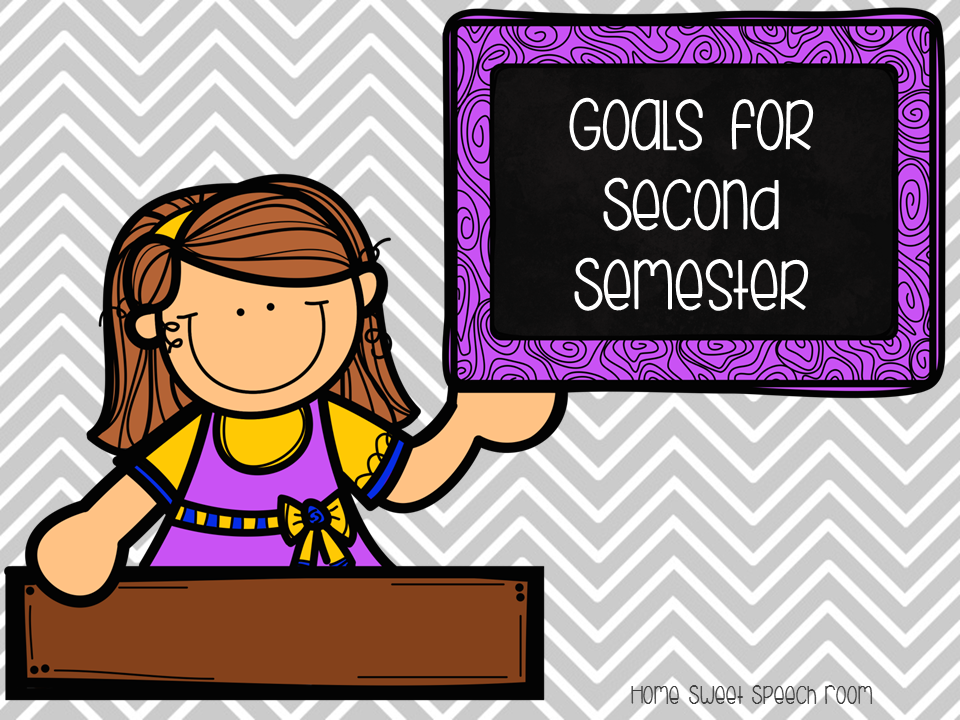 Goals for
Second
Semester
Home Sweet Speech Room